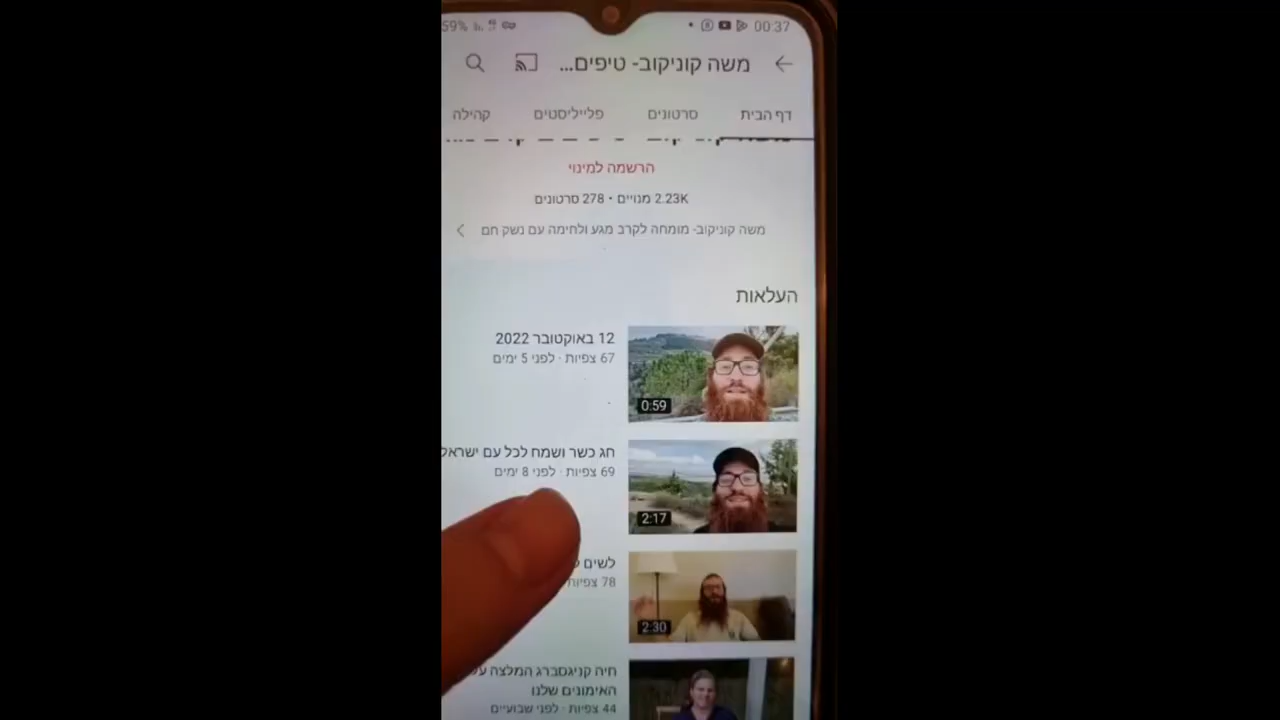 59% 00:37
משה קוניקוב- טיפים...
דף הבית סרטונים פלייליסטים קהילה
הרשמה למינוי
2.23K מנויים • 278 סרטונים
משה קוניקוב- מומחה לקרב מגע ולחימה עם נשק חם
העלאות
12 באוקטובר 2022
67 צפיות · לפני 5 ימים
0:59
חג כשר ושמח לכל עם ישראל
69 צפיות · לפני 8 ימים
2:17
לשים
78 צפיות
2:30
חיה קניגסברג המלצה על
האימונים שלנו
44 צפיות · לפני שבועיים